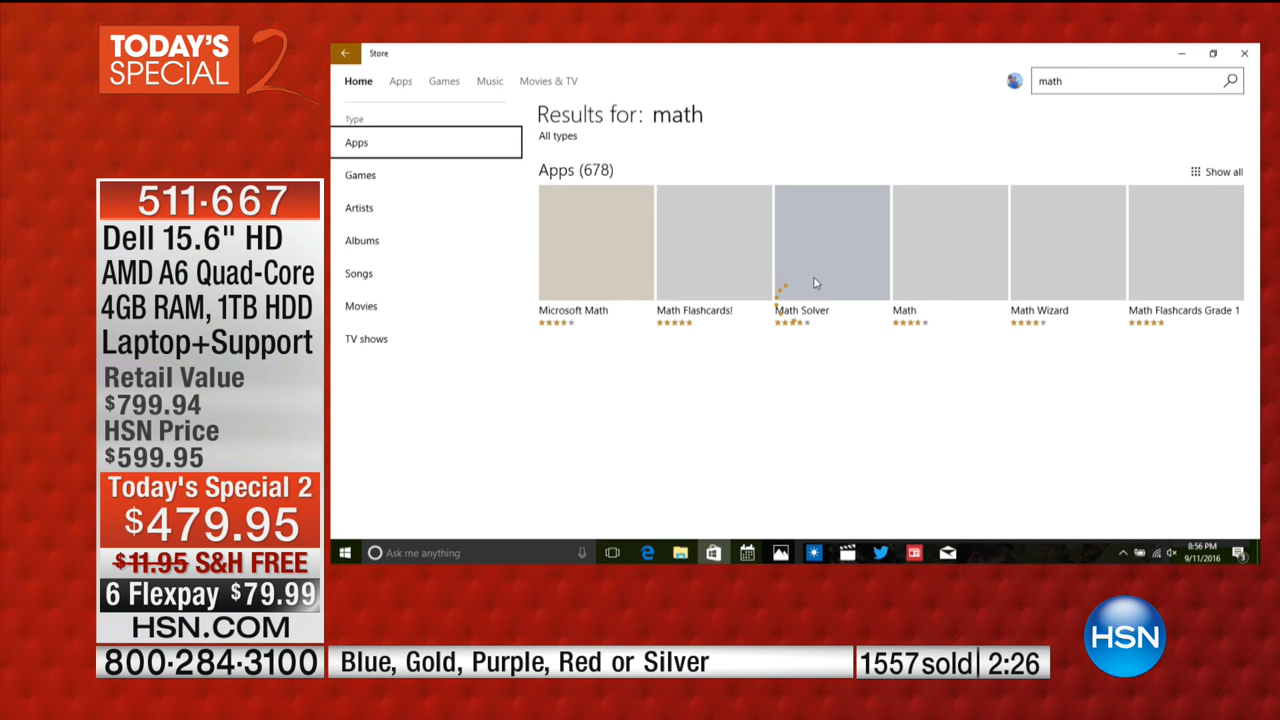 TODAY'S
SPECIAL 2
511·667
Dell 15.6" HD
AMD A6 Quad-Core
4GB RAM, 1TB HDD
Laptop+Support
Retail Value
$799.94
HSN Price
$599.95
Today's Special 2
$479.95
$11.95 S&H FREE
6 Flexpay $79.99
HSN.COM
800·284·3100
Store
Home Apps Games Music Movies & TV
math
Type
Apps
Games
Artists
Albums
Songs
Movies
TV shows
Results for: math
All types
Apps (678)
Show all
Microsoft Math
Math Flashcards!
Math Solver
Math
Math Wizard
Math Flashcards Grade 1
Ask me anything
8:56 PM
9/11/2016
3
Blue, Gold, Purple, Red or Silver
1557 sold 2:26
HSN